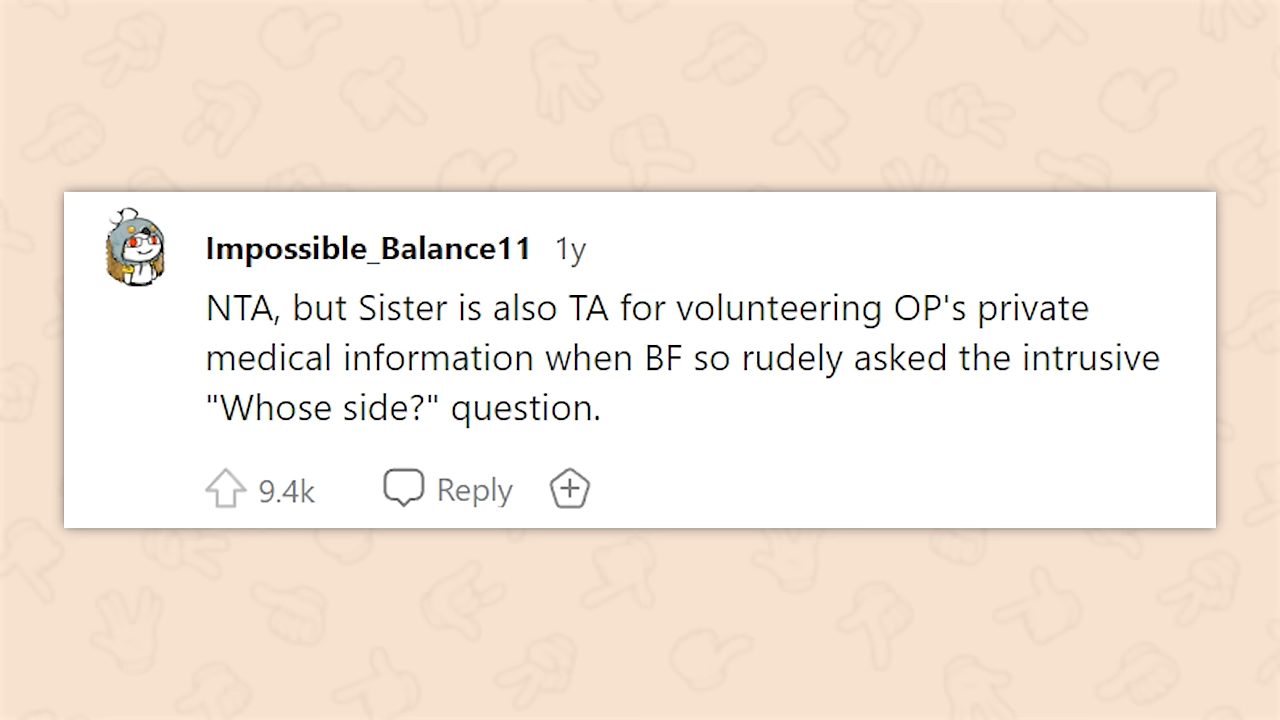 Impossible_Balance11 1y
NTA, but Sister is also TA for volunteering OP's private
medical information when BF so rudely asked the intrusive
"Whose side?" question.
9.4k Reply